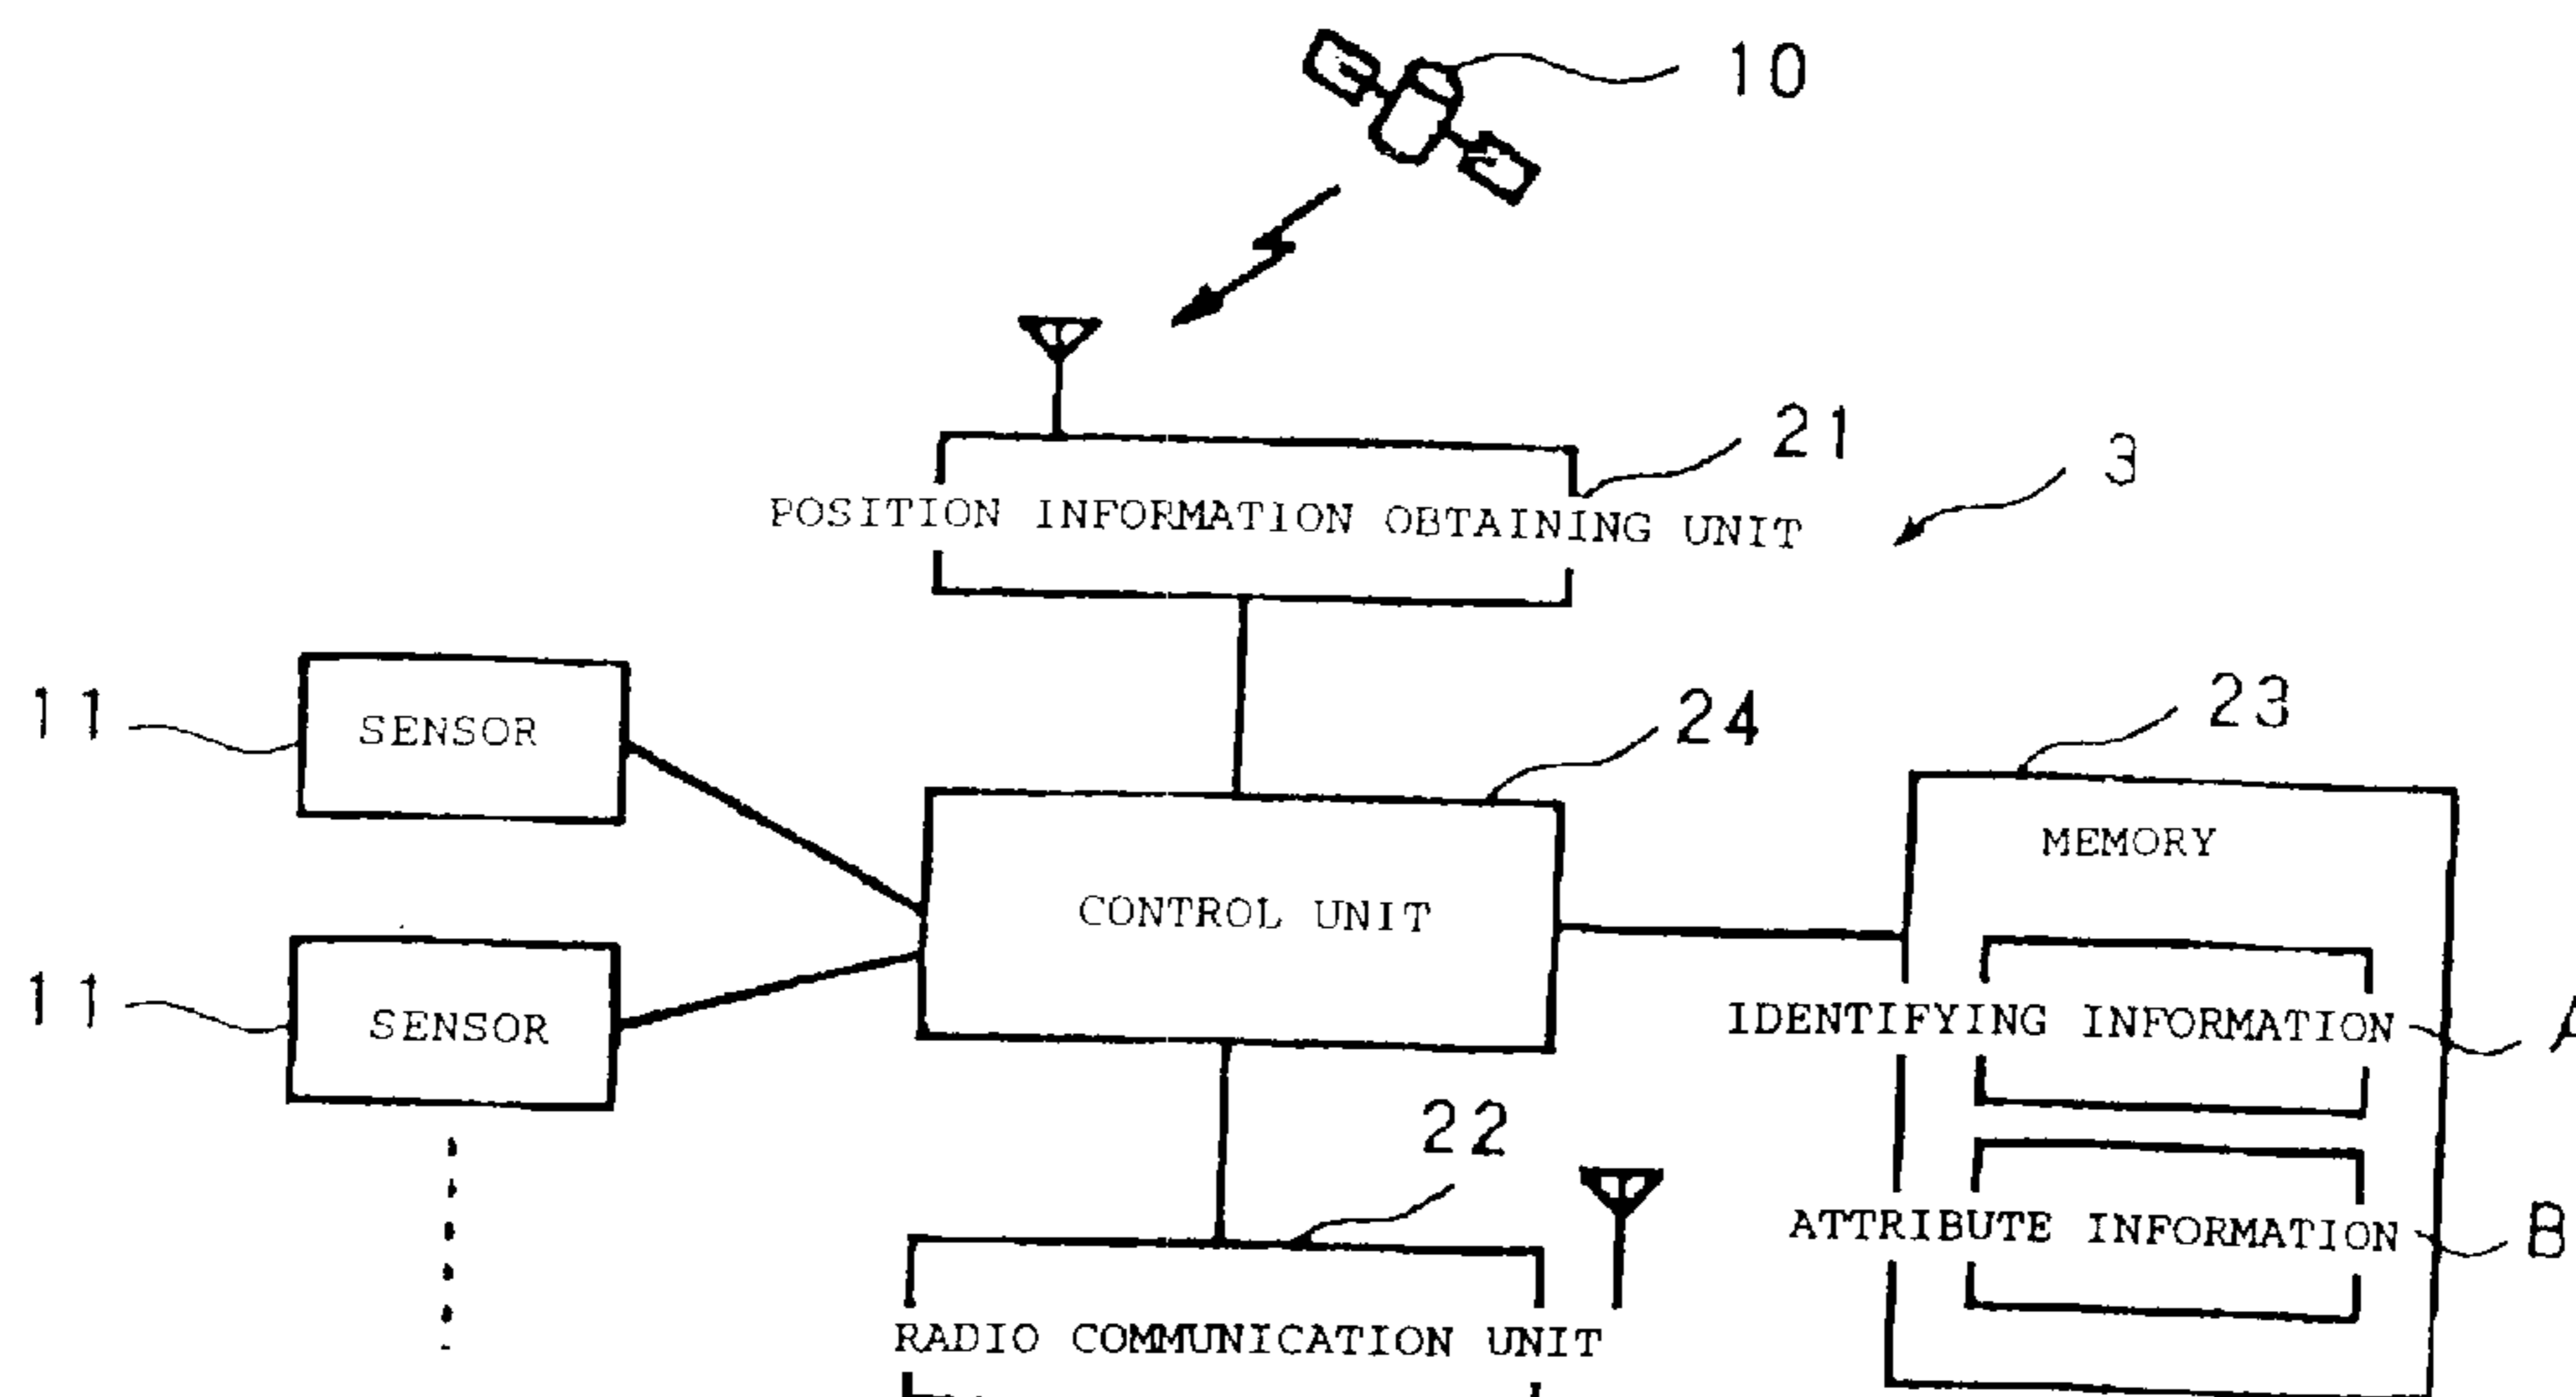 10
21
3
POSITION INFORMATION OBTAINING UNIT
11
SENSOR
24
23
MEMORY
CONTROL UNIT
11
SENSOR
IDENTIFYING INFORMATION
A
22
ATTRIBUTE INFORMATION
B
RADIO COMMUNICATION UNIT